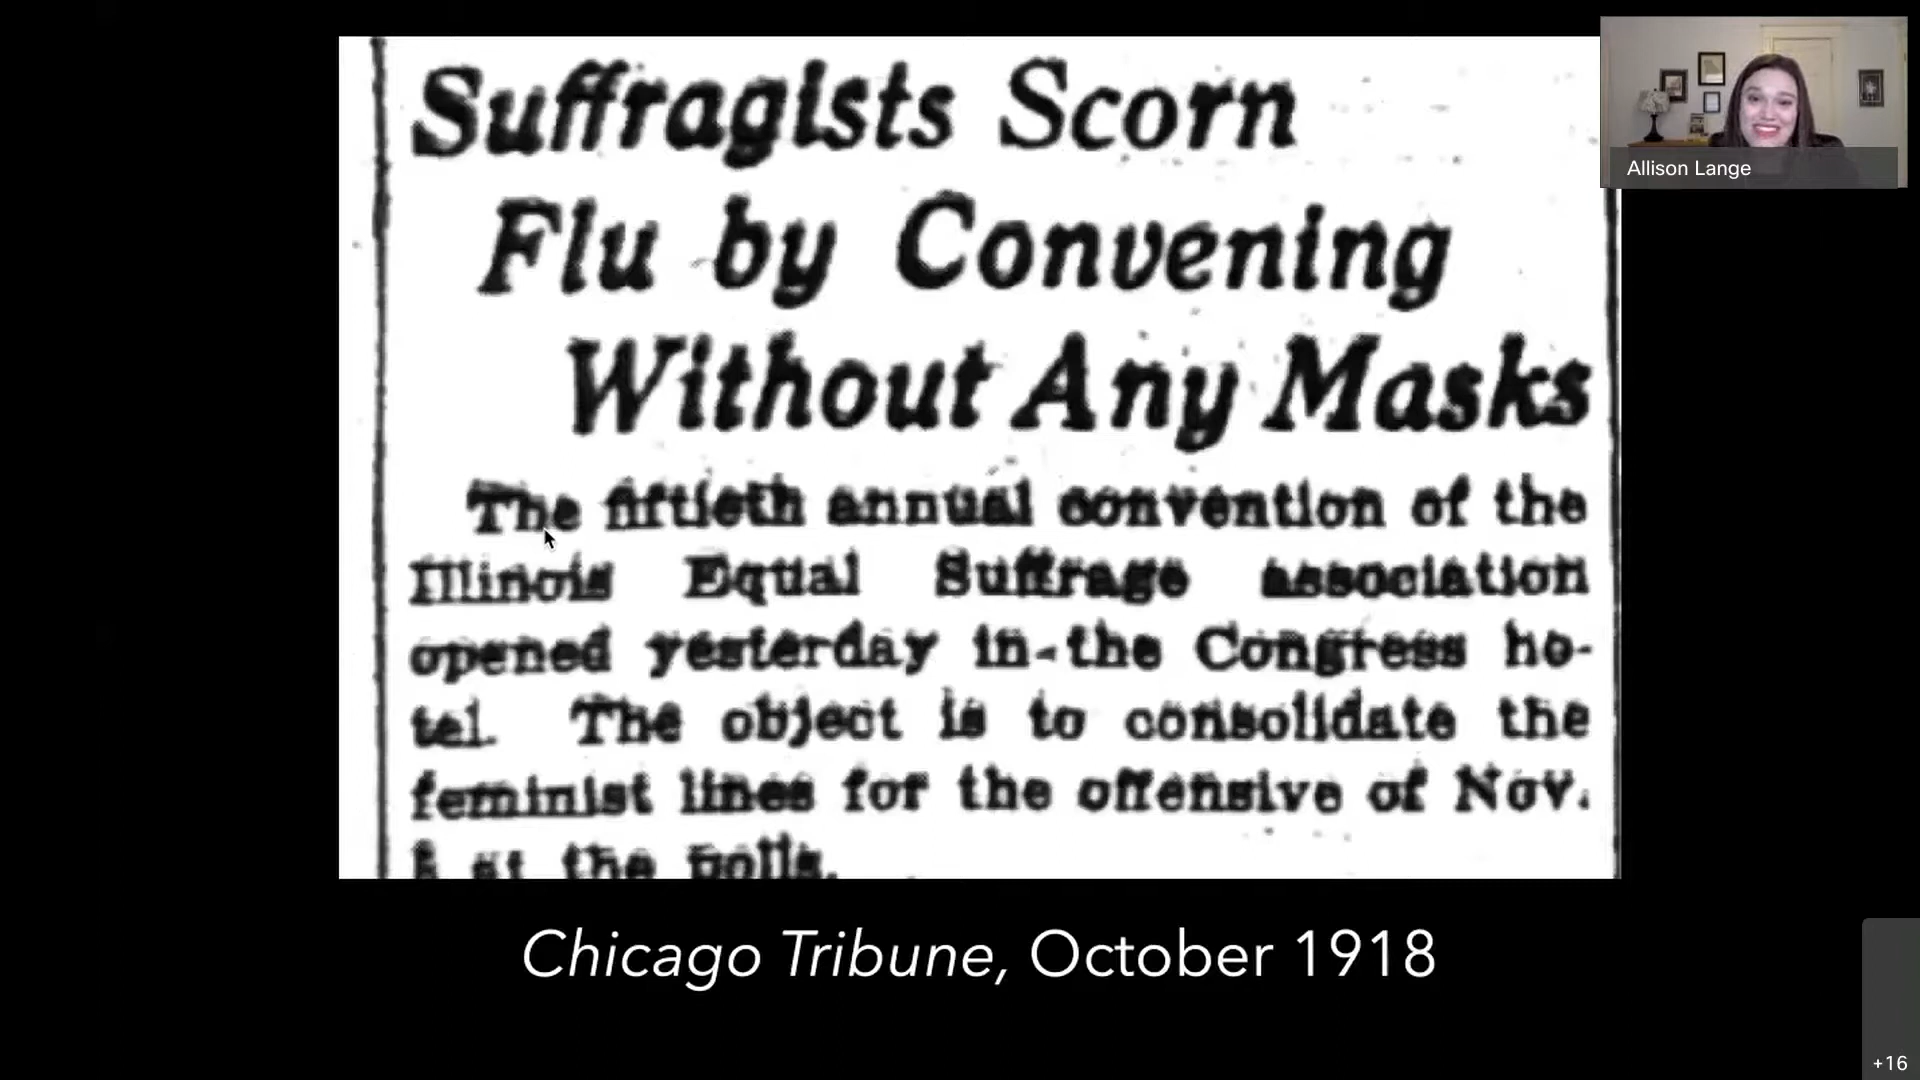 Suffragists Scorn
Flu by Convening
Without Any Masks
The fiftieth annual convention of the
Illinois Equal Suffrage association
opened yesterday in the Congress ho-
tel. The object is to consolidate the
feminist lines for the offensive of Nov.
at the polls.
Chicago Tribune, October 1918
Allison Lange
+16